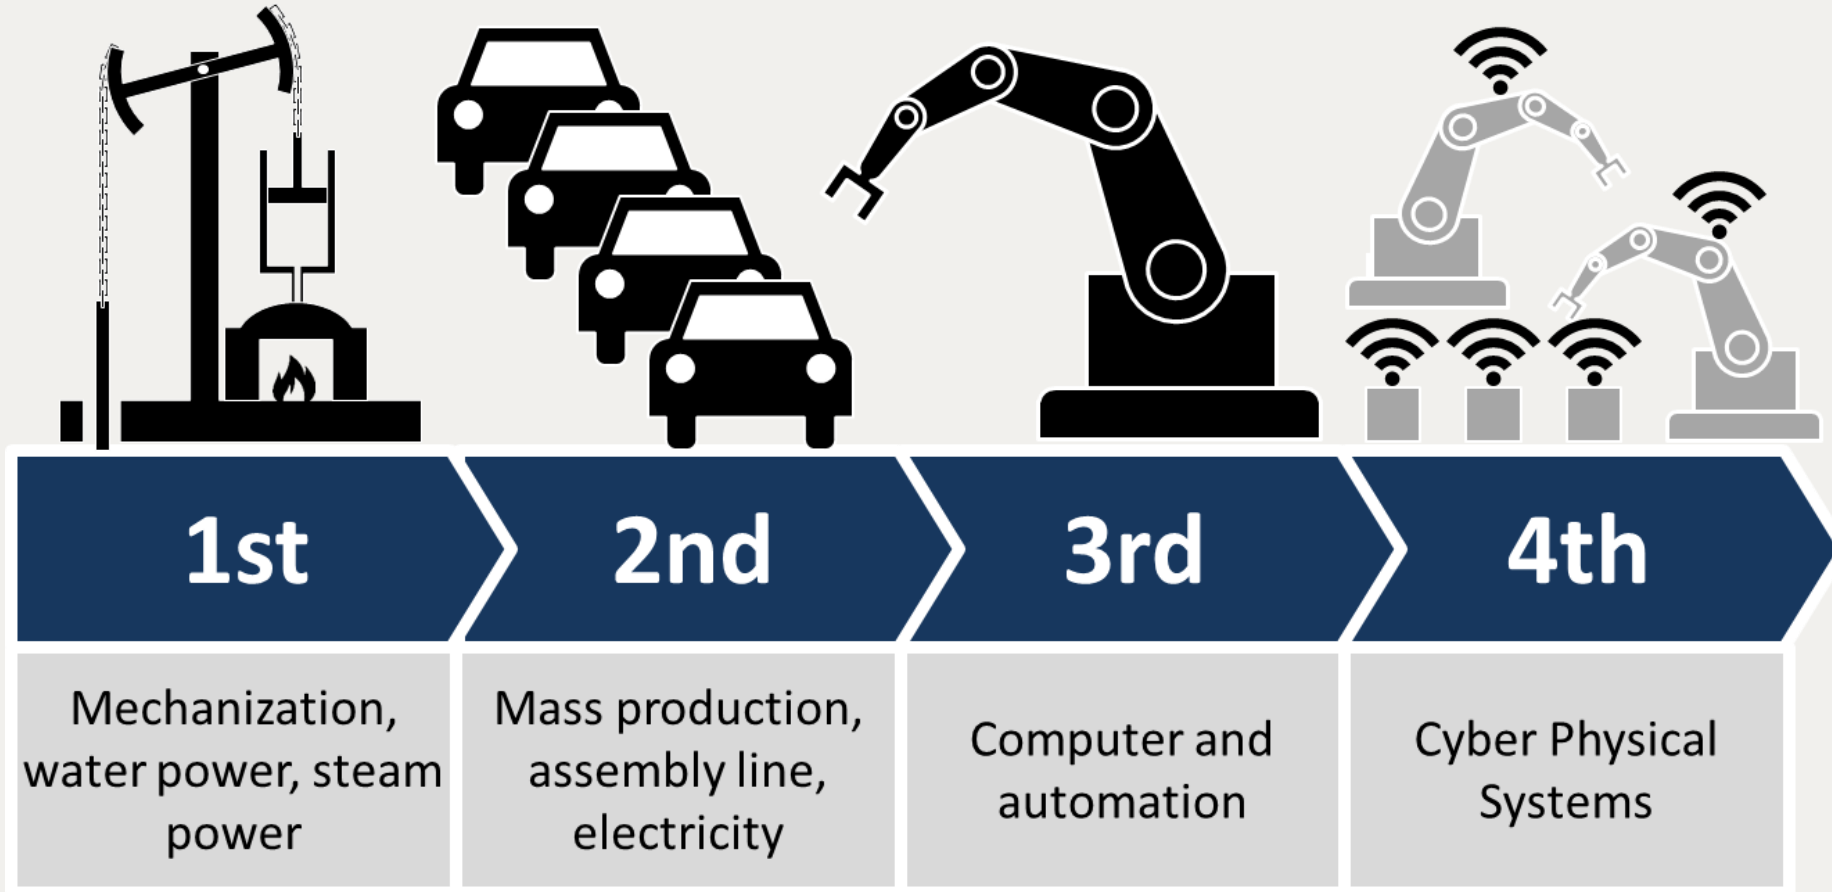 1st
2nd
3rd
4th
Mechanization,
water power, steam
power
Mass production,
assembly line,
electricity
Computer and
automation
Cyber Physical
Systems